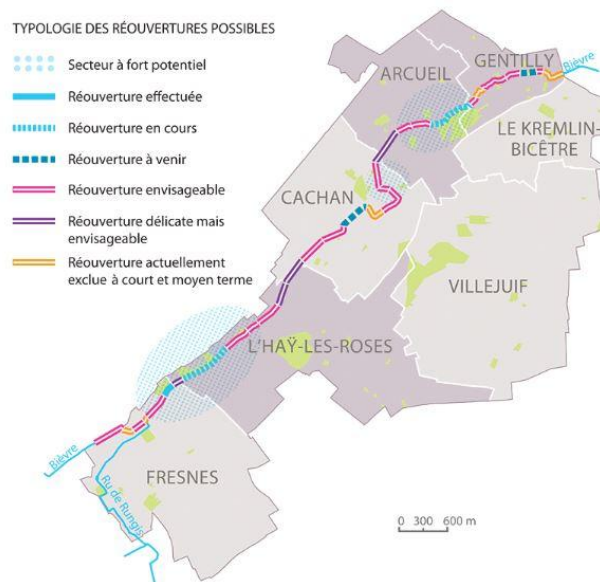 TYPOLOGIE DES RÉOUVERTURES POSSIBLES
Secteur à fort potentiel
Réouverture effectuée
Réouverture en cours
Réouverture à venir
Réouverture envisageable
Réouverture délicate mais
envisageable
Réouverture actuellement
exclue à court et moyen terme
GENTILLY
Bièvre
ARCUEIL
LE KREMLIN-
BICÊTRE
CACHAN
VILLEJUIF
L'HAŸ-LES-ROSES
Bièvre
FRESNES
Ru de Rungis
0 300 600 m